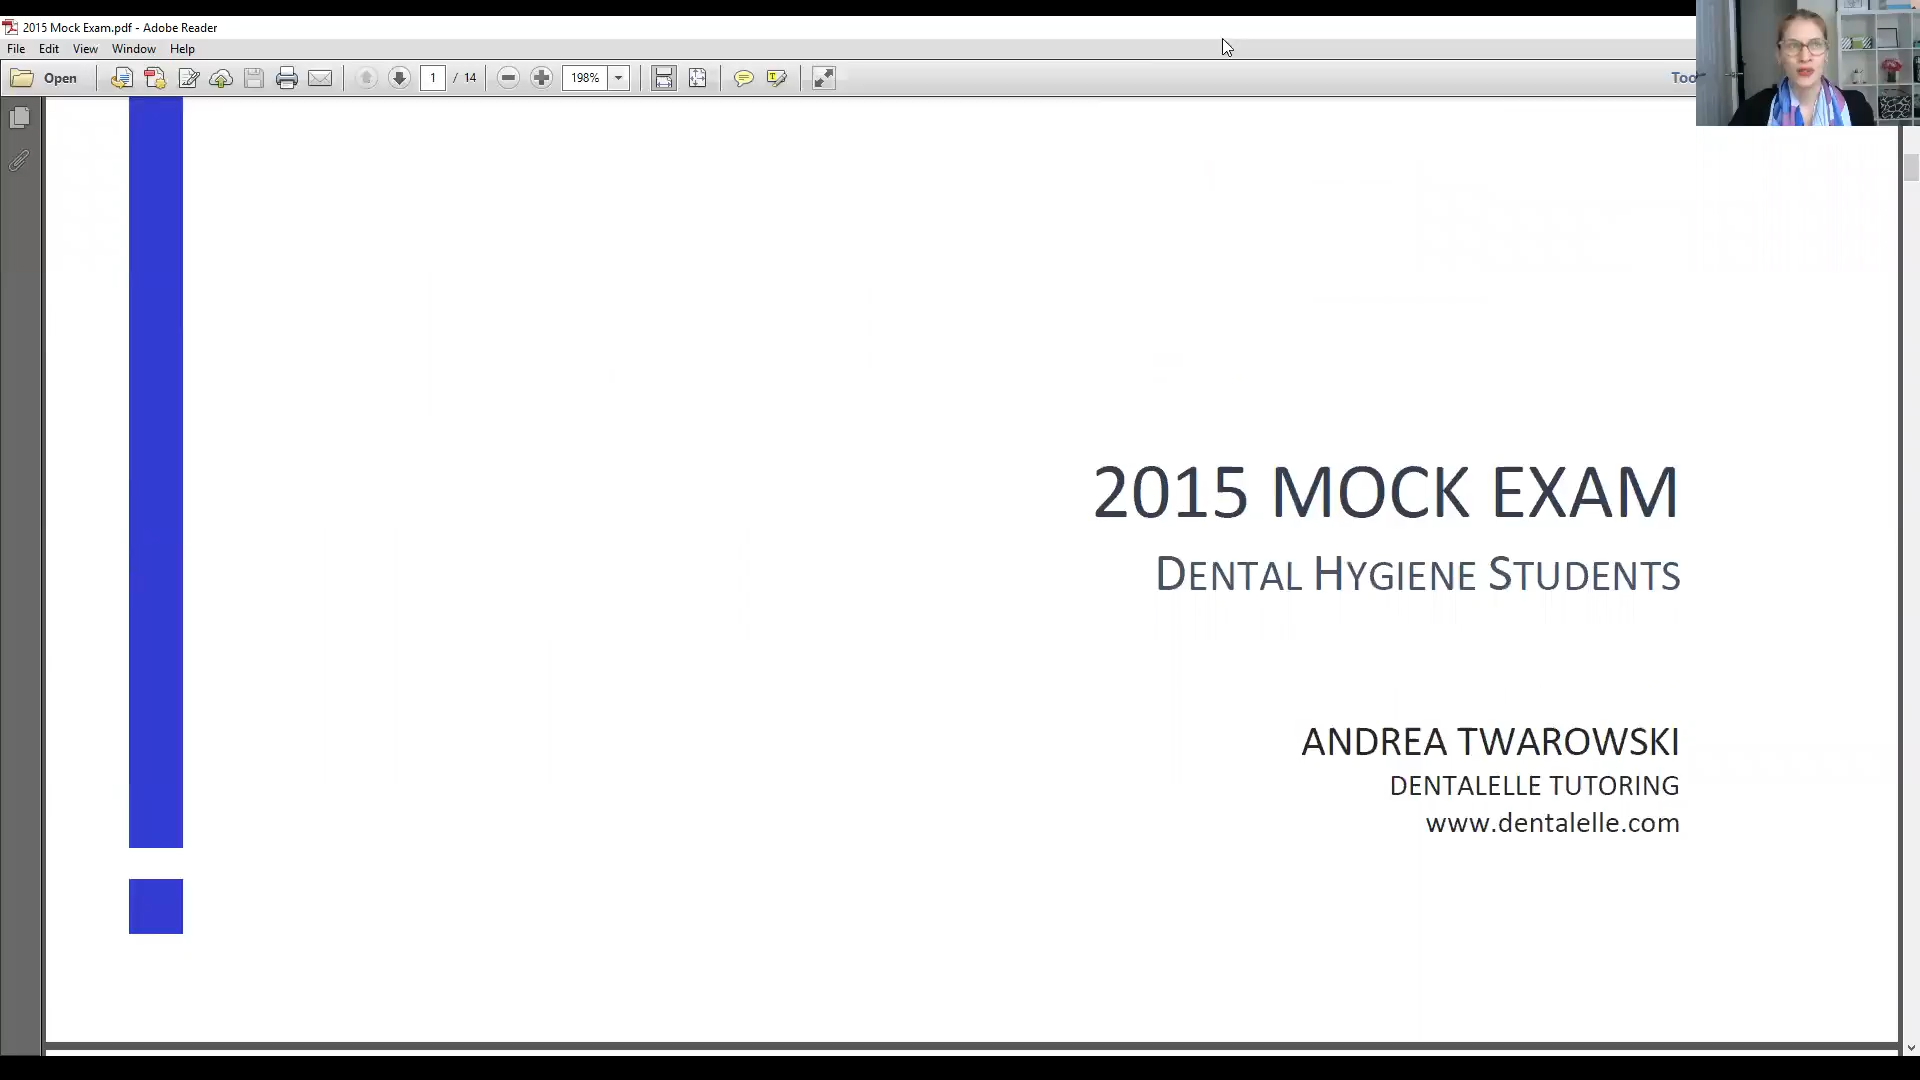 2015 Mock Exam.pdf - Adobe Reader
File Edit View Window Help
Open 1 / 14 198%
2015 MOCK EXAM
DENTAL HYGIENE STUDENTS
ANDREA TWAROWSKI
DENTALELLE TUTORING
www.dentalelle.com